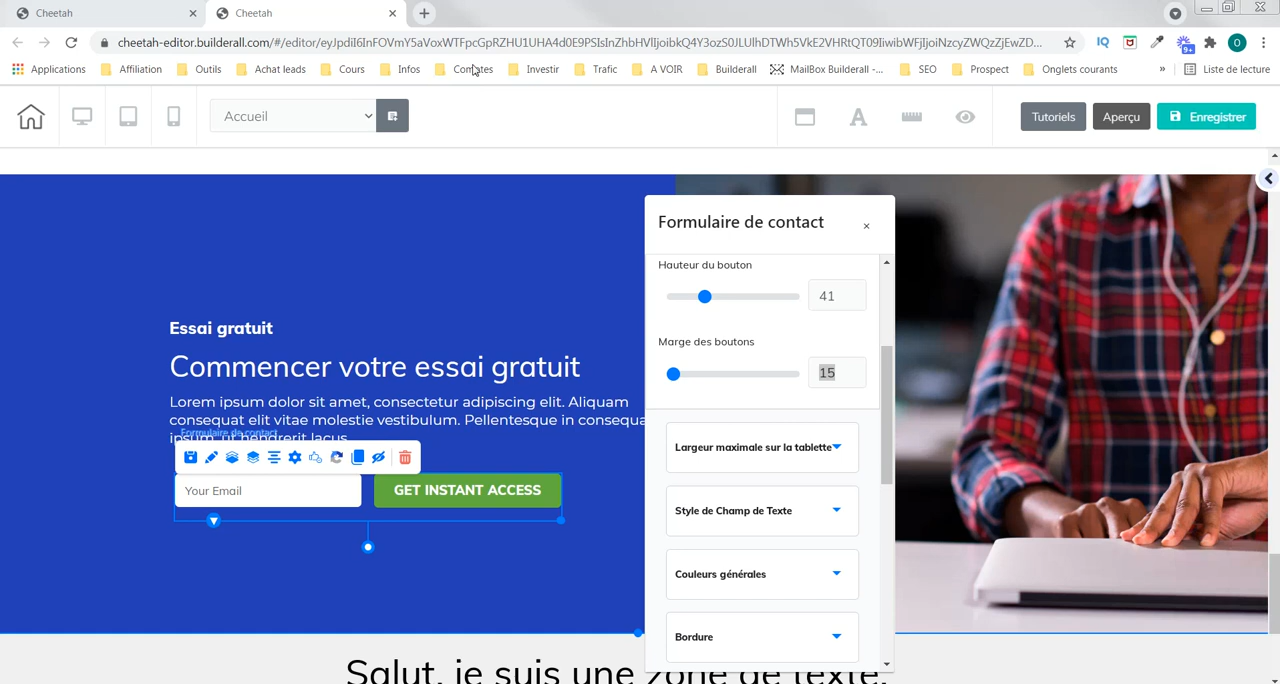 Cheetah
Cheetah
cheetah-editor.builderall.com/#/editor/eyJpdiI6InFOVmY5aVoxWTFpcGpRZlU1UHA4d0E9PSIsInZhbHVlIjoibkQ4Y3ozS0JLUlhDTWh5VkE2VHRtQT09IiwibWFjIjoiNzcyZWQzZjEwZD...
Applications Affiliation Outils Achat leads Cours Infos Comptes Investir Trafic A VOIR Builderall MailBox Builderall -... SEO Prospect Onglets courants » Liste de lecture
Accueil
Tutoriels Aperçu Enregistrer
Formulaire de contact
Hauteur du bouton
41
Marge des boutons
15
Largeur maximale sur la tablette
Style de Champ de Texte
Couleurs générales
Bordure
Essai gratuit
Commencer votre essai gratuit
Lorem ipsum dolor sit amet, consectetur adipiscing elit. Aliquam
consequat elit vitae molestie vestibulum. Pellentesque in consequa
ipsum, ut hendrerit lacus.
Formulaire de contact
Your Email
GET INSTANT ACCESS
Salut, je suis une zone de texte.